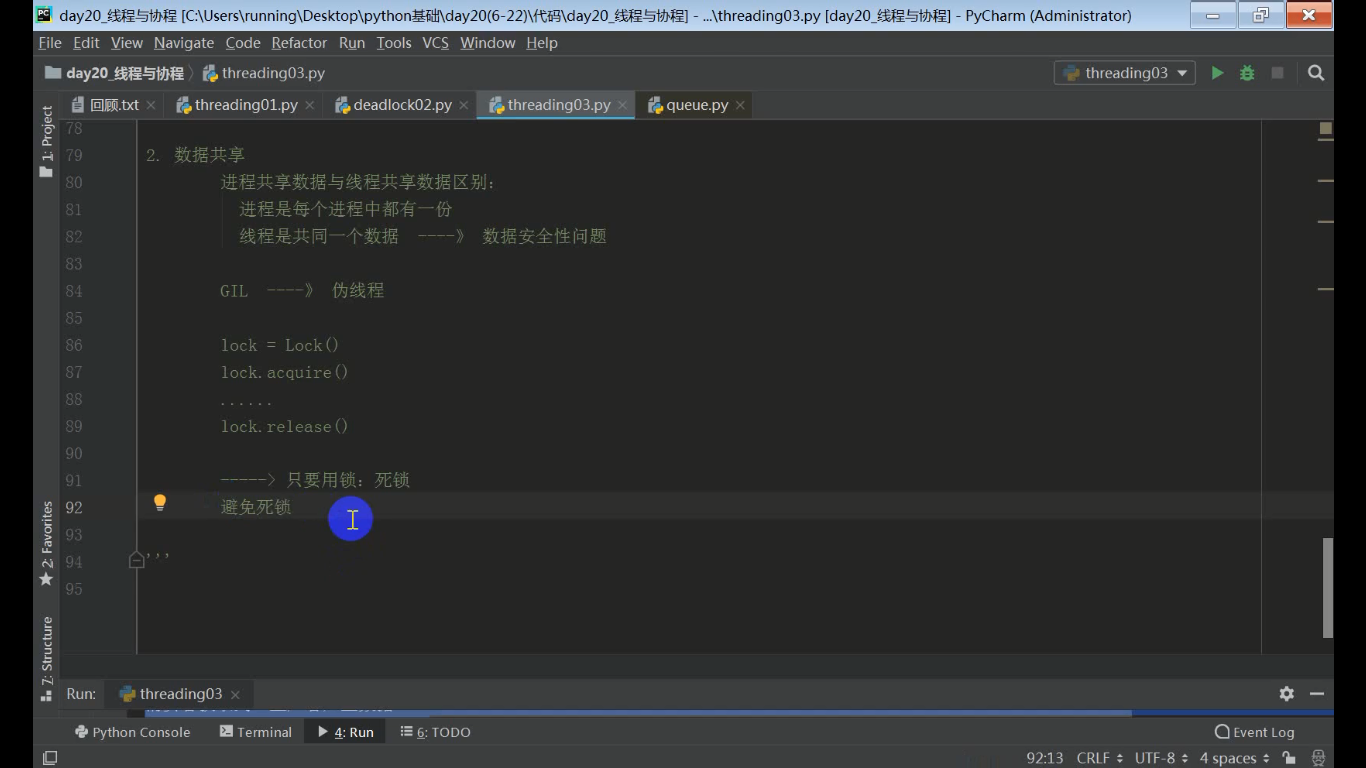 day20_线程与协程 [C:\Users\running\Desktop\python基础\day20(6-22)\代码\day20_线程与协程] - ...\threading03.py [day20_线程与协程] - PyCharm (Administrator)
File Edit View Navigate Code Refactor Run Tools VCS Window Help
day20_线程与协程 threading03.py threading03
回顾.txt threading01.py deadlock02.py threading03.py queue.py
1: Project
78
79 2. 数据共享
80 进程共享数据与线程共享数据区别:
81 进程是每个进程中都有一份
82 线程是共同一个数据 ----》 数据安全性问题
83
84 GIL ----》 伪线程
85
86 lock = Lock()
87 lock.acquire()
88 ......
89 lock.release()
90
91 -----> 只要用锁: 死锁
92 避免死锁
93
94 '''
95
2: Favorites
7: Structure
Run: threading03
Python Console Terminal 4: Run 6: TODO Event Log
92:13 CRLF UTF-8 4 spaces